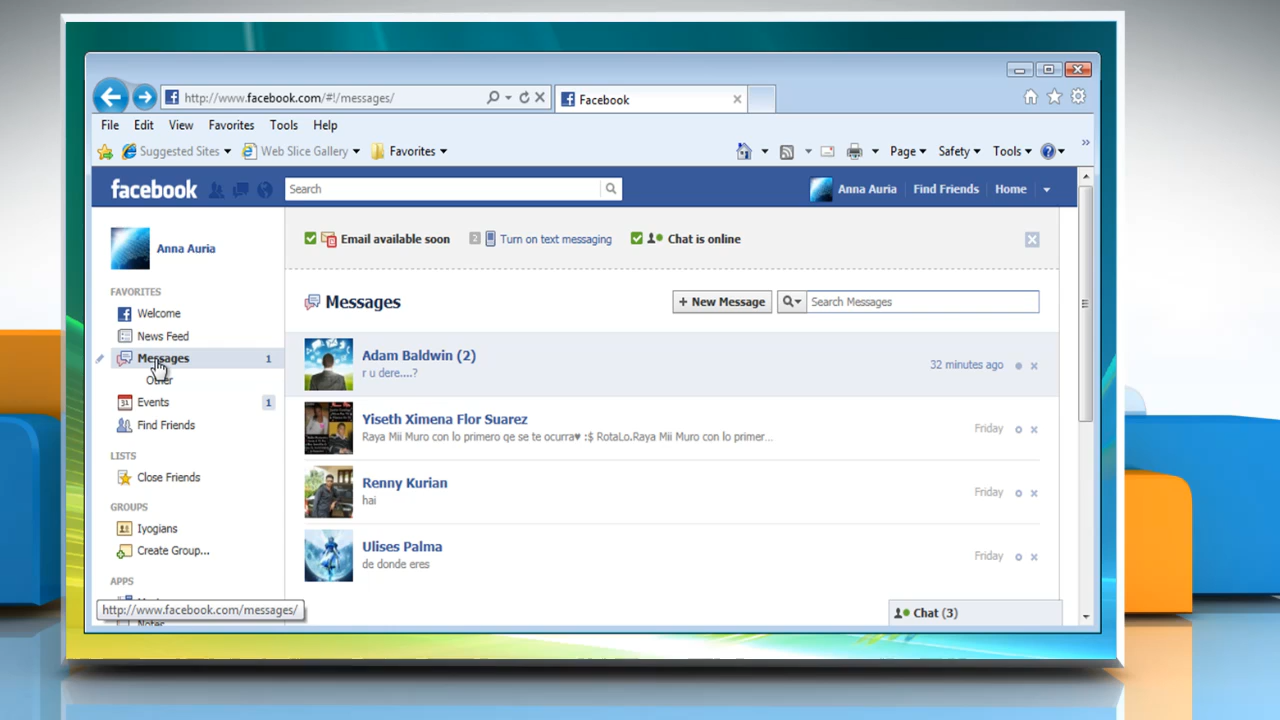 http://www.facebook.com/#!/messages/
Facebook
File Edit View Favorites Tools Help
Suggested Sites Web Slice Gallery Favorites Page Safety Tools
facebook Search Anna Auria Find Friends Home
Anna Auria
Email available soon 2 Turn on text messaging Chat is online
FAVORITES
Welcome
News Feed
Messages 1
Other
31 Events 1
Find Friends
LISTS
Close Friends
GROUPS
Iyogians
Create Group...
APPS
Notes
http://www.facebook.com/messages/
Messages + New Message Search Messages
Adam Baldwin (2)
r u dere....?
32 minutes ago
Yiseth Ximena Flor Suarez
Raya Mii Muro con lo primero qe se te ocurra♥ :$ RotaLo.Raya Mii Muro con lo primer...
Friday
Renny Kurian
hai
Friday
Ulises Palma
de donde eres
Friday
Chat (3)